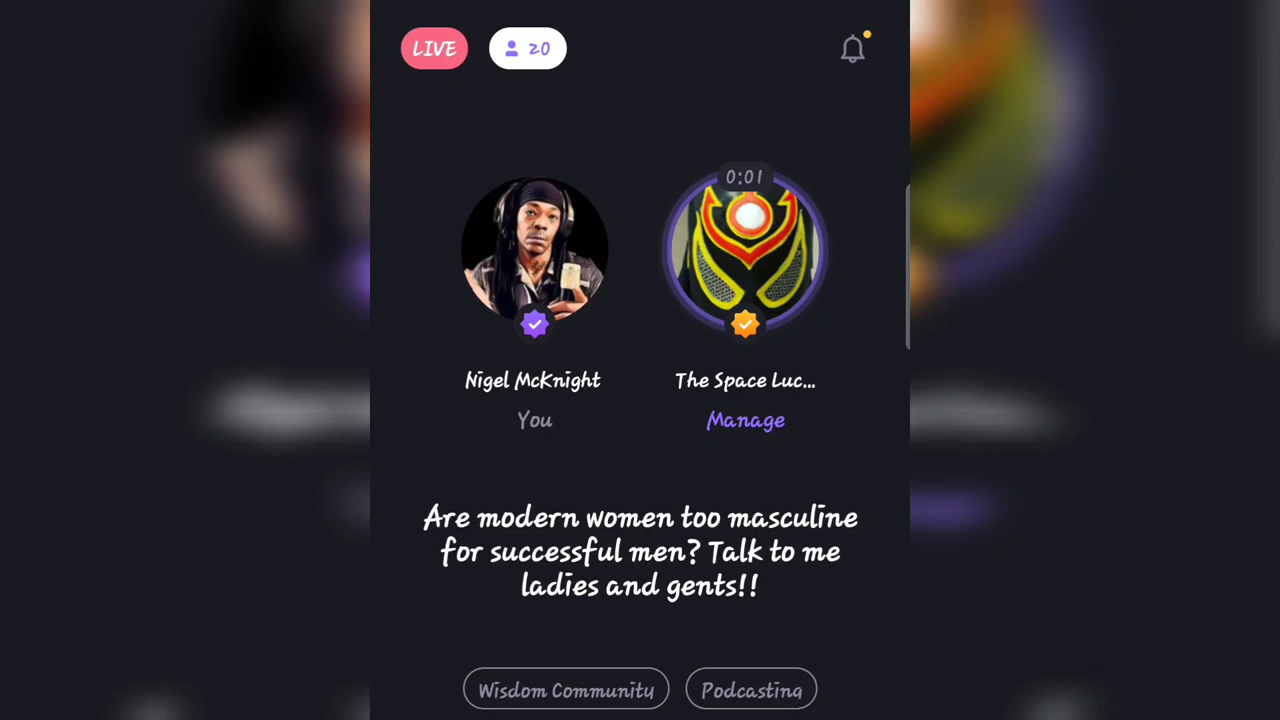 LIVE
20
0:01
Nigel McKnight
The Space Luc...
You
Manage
Are modern women too masculine
for successful men? Talk to me
ladies and gents!!
Wisdom Community
Podcasting